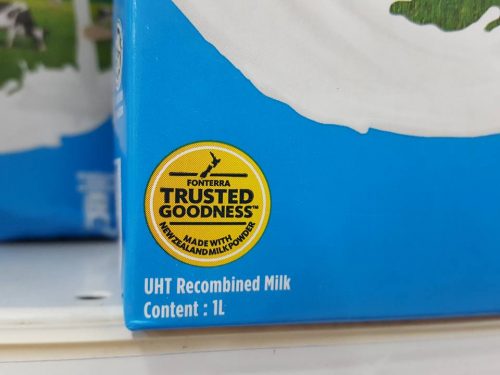 FONTERRA
TRUSTED
GOODNESS™
MADE WITH
NEW ZEALAND MILK POWDER
UHT Recombined Milk
Content : 1L